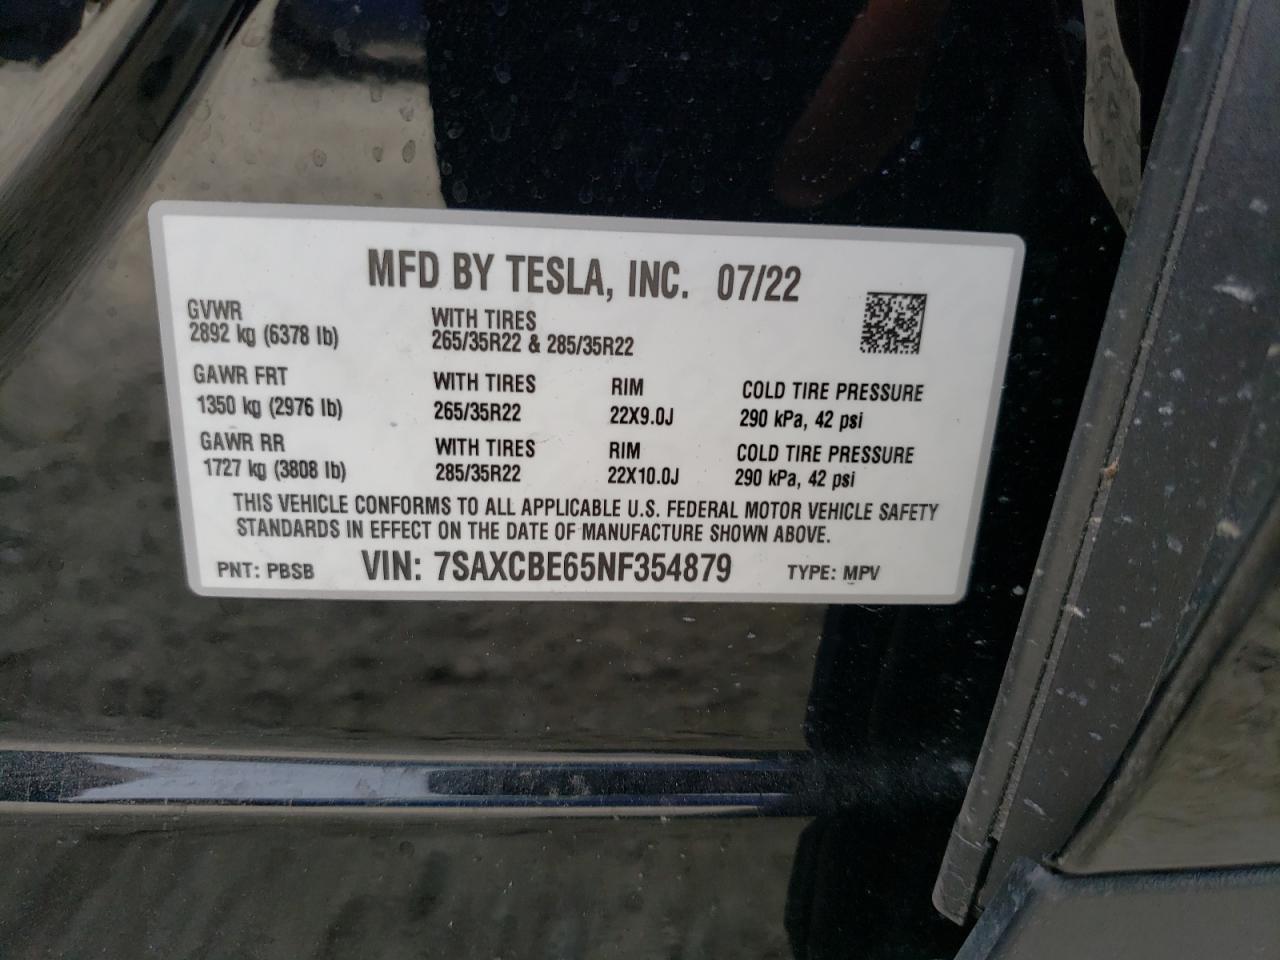 MFD BY TESLA, INC. 07/22
GVWR
2892 kg (6378 lb)
WITH TIRES
265/35R22 & 285/35R22
GAWR FRT WITH TIRES RIM COLD TIRE PRESSURE
1350 kg (2976 lb) 265/35R22 22X9.0J 290 kPa, 42 psi
GAWR RR WITH TIRES RIM COLD TIRE PRESSURE
1727 kg (3808 lb) 285/35R22 22X10.0J 290 kPa, 42 psi
THIS VEHICLE CONFORMS TO ALL APPLICABLE U.S. FEDERAL MOTOR VEHICLE SAFETY
STANDARDS IN EFFECT ON THE DATE OF MANUFACTURE SHOWN ABOVE.
PNT: PBSB VIN: 7SAXCBE65NF354879 TYPE: MPV